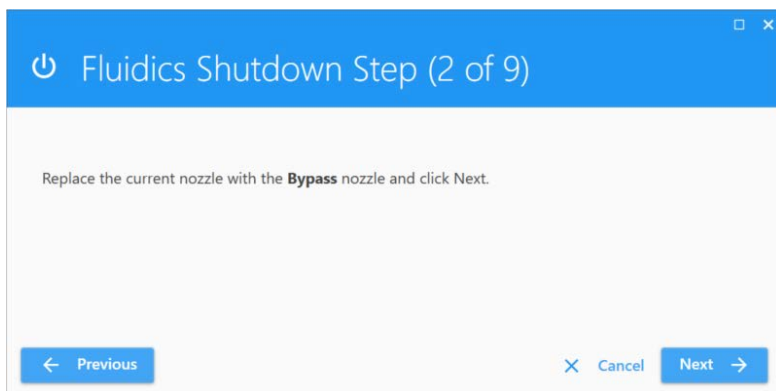 Fluidics Shutdown Step (2 of 9)
Replace the current nozzle with the Bypass nozzle and click Next.
Previous
Cancel
Next